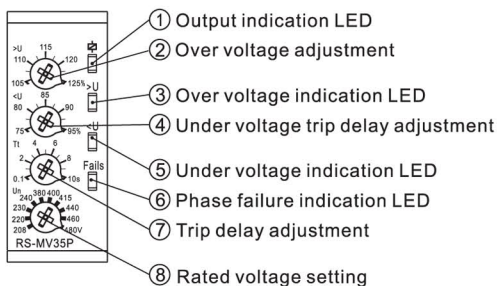 ① Output indication LED
② Over voltage adjustment
③ Over voltage indication LED
④ Under voltage trip delay adjustment
⑤ Under voltage indication LED
⑥ Phase failure indication LED
⑦ Trip delay adjustment
⑧ Rated voltage setting
>U 115
110 120
105 125%
>U
<U 85
80 90
75 95%
<U
Tt 4 6
2 8
0.1 10s
Fails
Un 240 380 400 415
230 440
220 460
208 480V
RS-MV35P